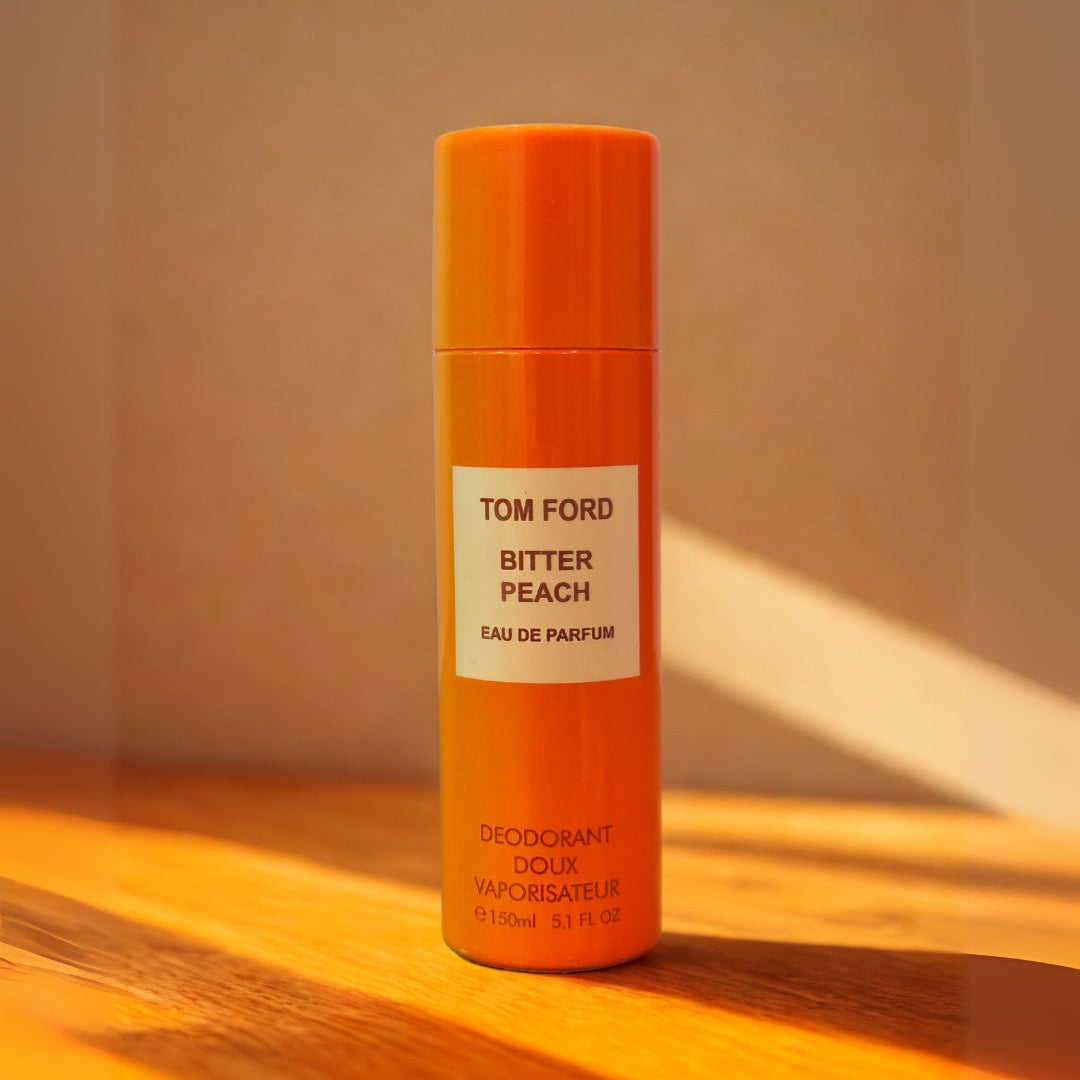 TOM FORD
BITTER
PEACH
EAU DE PARFUM
DEODORANT
DOUX
VAPORISATEUR
℮150ml 5.1 FL OZ